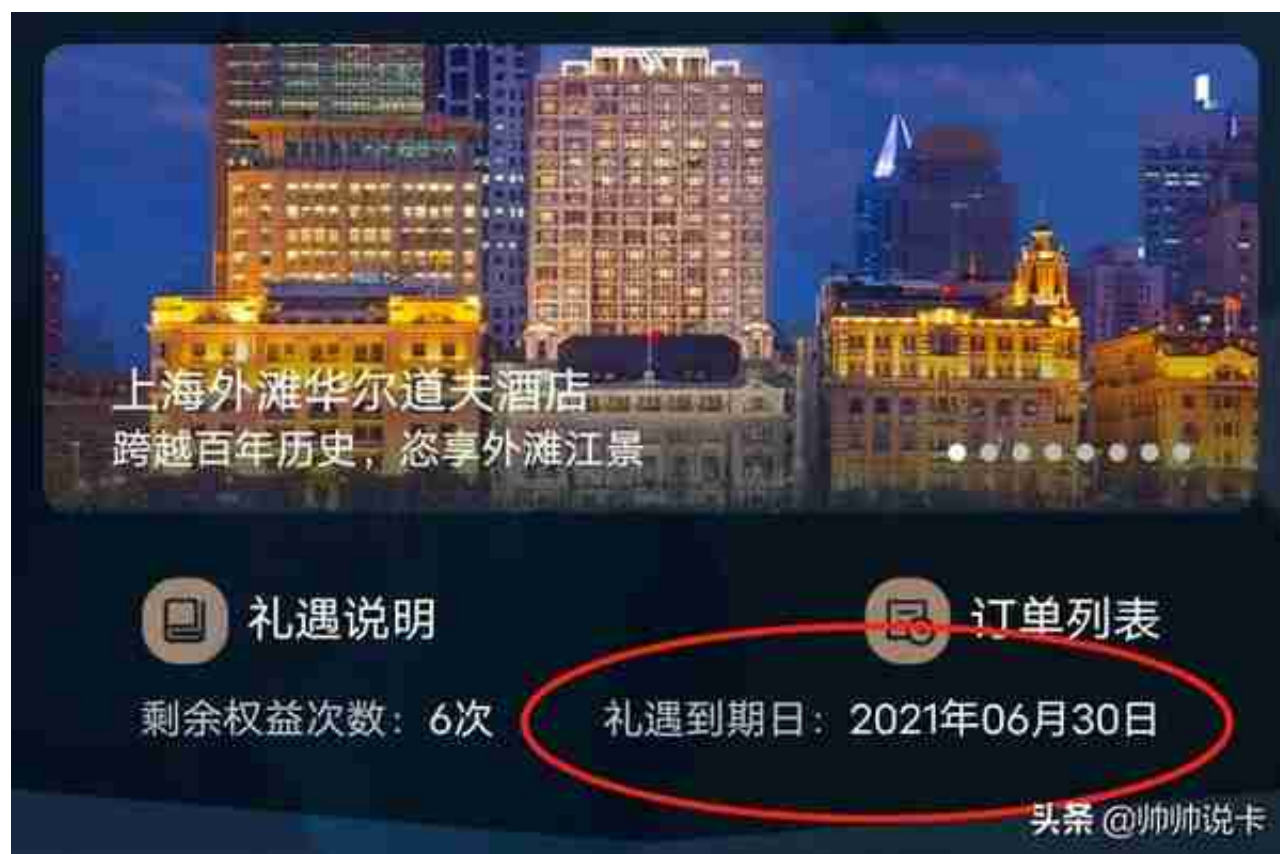 上海外滩华尔道夫酒店
跨越百年历史，恣享外滩江景
礼遇说明
订单列表
剩余权益次数：6次
礼遇到期日：2021年06月30日
头条 @帅帅说卡